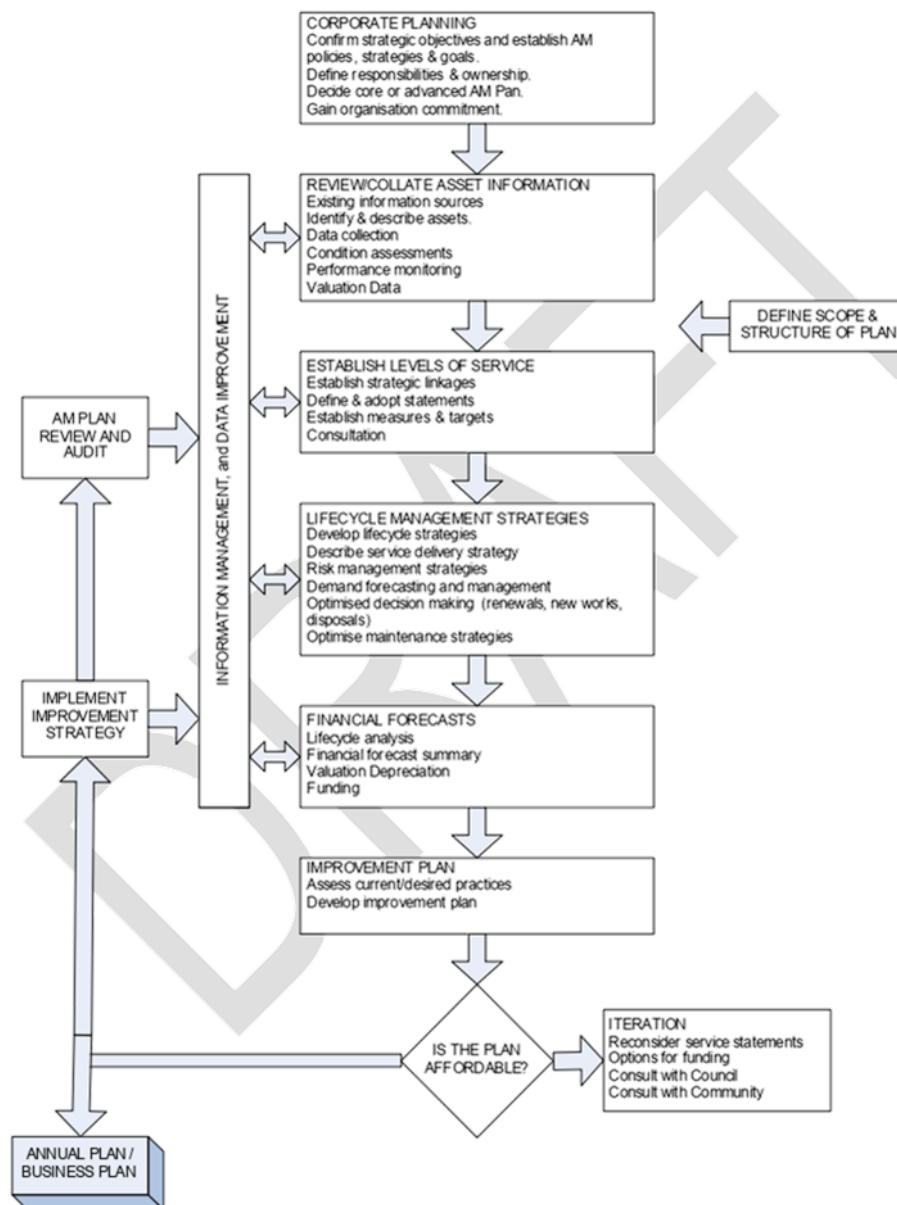 CORPORATE PLANNING
Confirm strategic objectives and establish AM
policies, strategies & goals.
Define responsibilities & ownership.
Decide core or advanced AM Pan.
Gain organisation commitment.
REVIEW/COLLATE ASSET INFORMATION
Existing information sources
Identify & describe assets.
Data collection
Condition assessments
Performance monitoring
Valuation Data
DEFINE SCOPE &
STRUCTURE OF PLAN
INFORMATION MANAGEMENT, and DATA IMPROVEMENT
ESTABLISH LEVELS OF SERVICE
Establish strategic linkages
Define & adopt statements
Establish measures & targets
Consultation
AM PLAN
REVIEW AND
AUDIT
LIFECYCLE MANAGEMENT STRATEGIES
Develop lifecycle strategies
Describe service delivery strategy
Risk management strategies
Demand forecasting and management
Optimised decision making (renewals, new works,
disposals)
Optimise maintenance strategies
IMPLEMENT
IMPROVEMENT
STRATEGY
FINANCIAL FORECASTS
Lifecycle analysis
Financial forecast summary
Valuation Depreciation
Funding
IMPROVEMENT PLAN
Assess current/desired practices
Develop improvement plan
IS THE PLAN
AFFORDABLE?
ITERATION
Reconsider service statements
Options for funding
Consult with Council
Consult with Community
ANNUAL PLAN /
BUSINESS PLAN
DRAFT